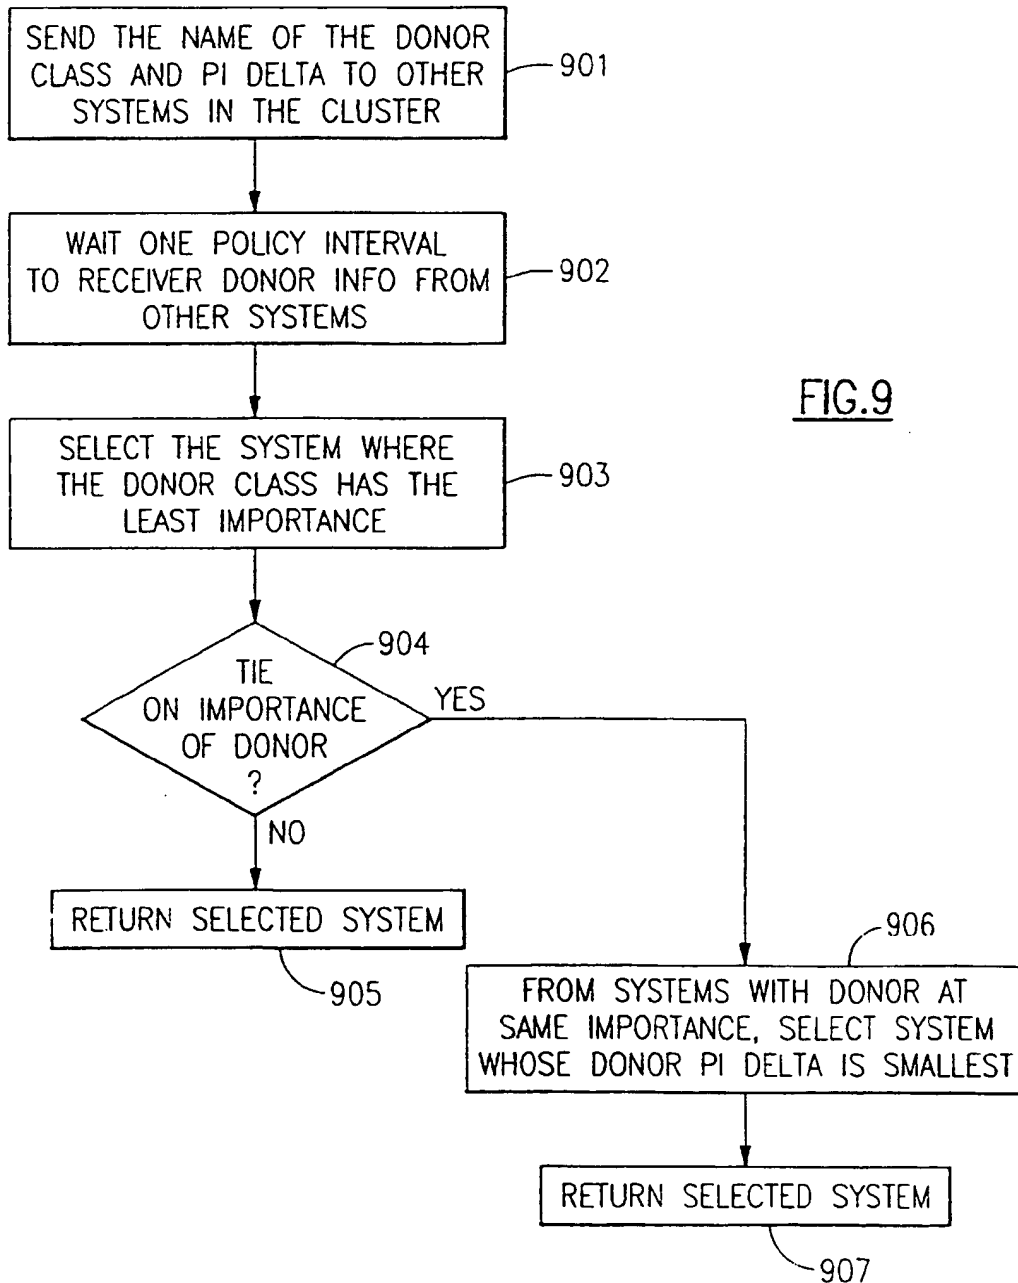 SEND THE NAME OF THE DONOR
CLASS AND PI DELTA TO OTHER
SYSTEMS IN THE CLUSTER
901
WAIT ONE POLICY INTERVAL
TO RECEIVER DONOR INFO FROM
OTHER SYSTEMS
902
FIG.9
SELECT THE SYSTEM WHERE
THE DONOR CLASS HAS THE
LEAST IMPORTANCE
903
904
TIE
ON IMPORTANCE
OF DONOR
?
YES
NO
RETURN SELECTED SYSTEM
905
906
FROM SYSTEMS WITH DONOR AT
SAME IMPORTANCE, SELECT SYSTEM
WHOSE DONOR PI DELTA IS SMALLEST
RETURN SELECTED SYSTEM
907